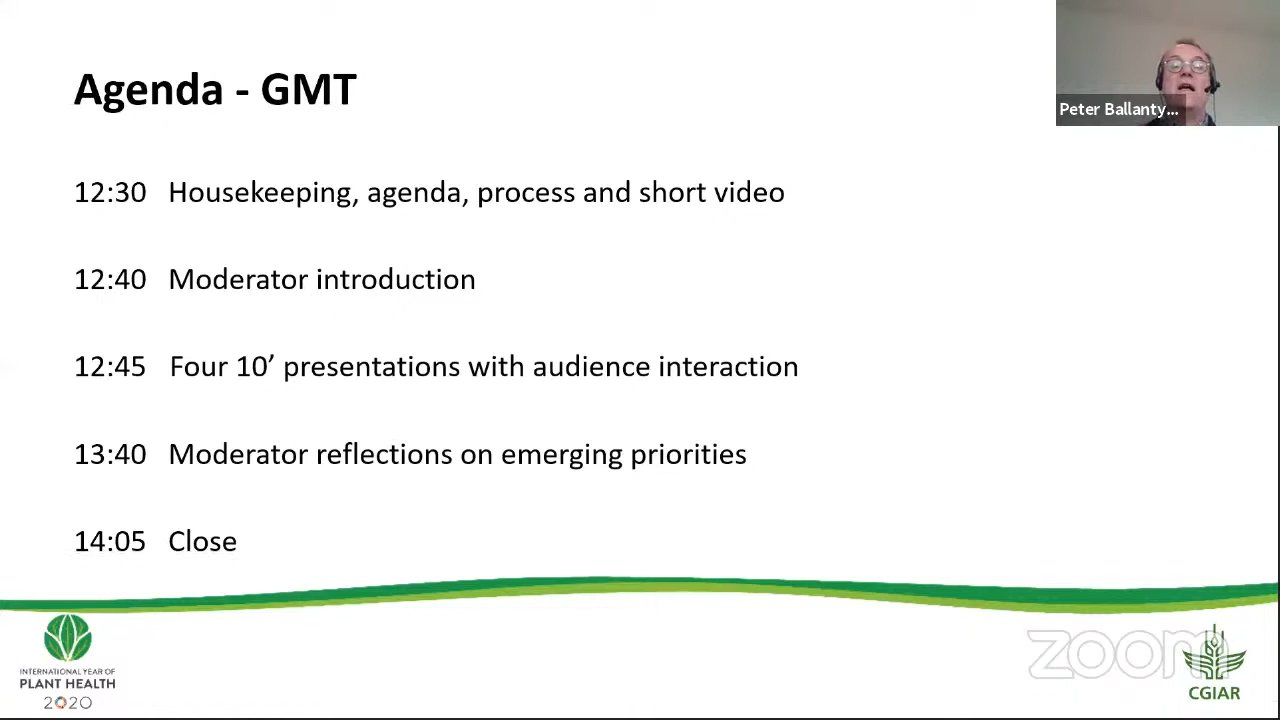 Agenda - GMT
Peter Ballanty...
12:30 Housekeeping, agenda, process and short video
12:40 Moderator introduction
12:45 Four 10’ presentations with audience interaction
13:40 Moderator reflections on emerging priorities
14:05 Close
INTERNATIONAL YEAR OF
PLANT HEALTH
2020
zoom
CGIAR